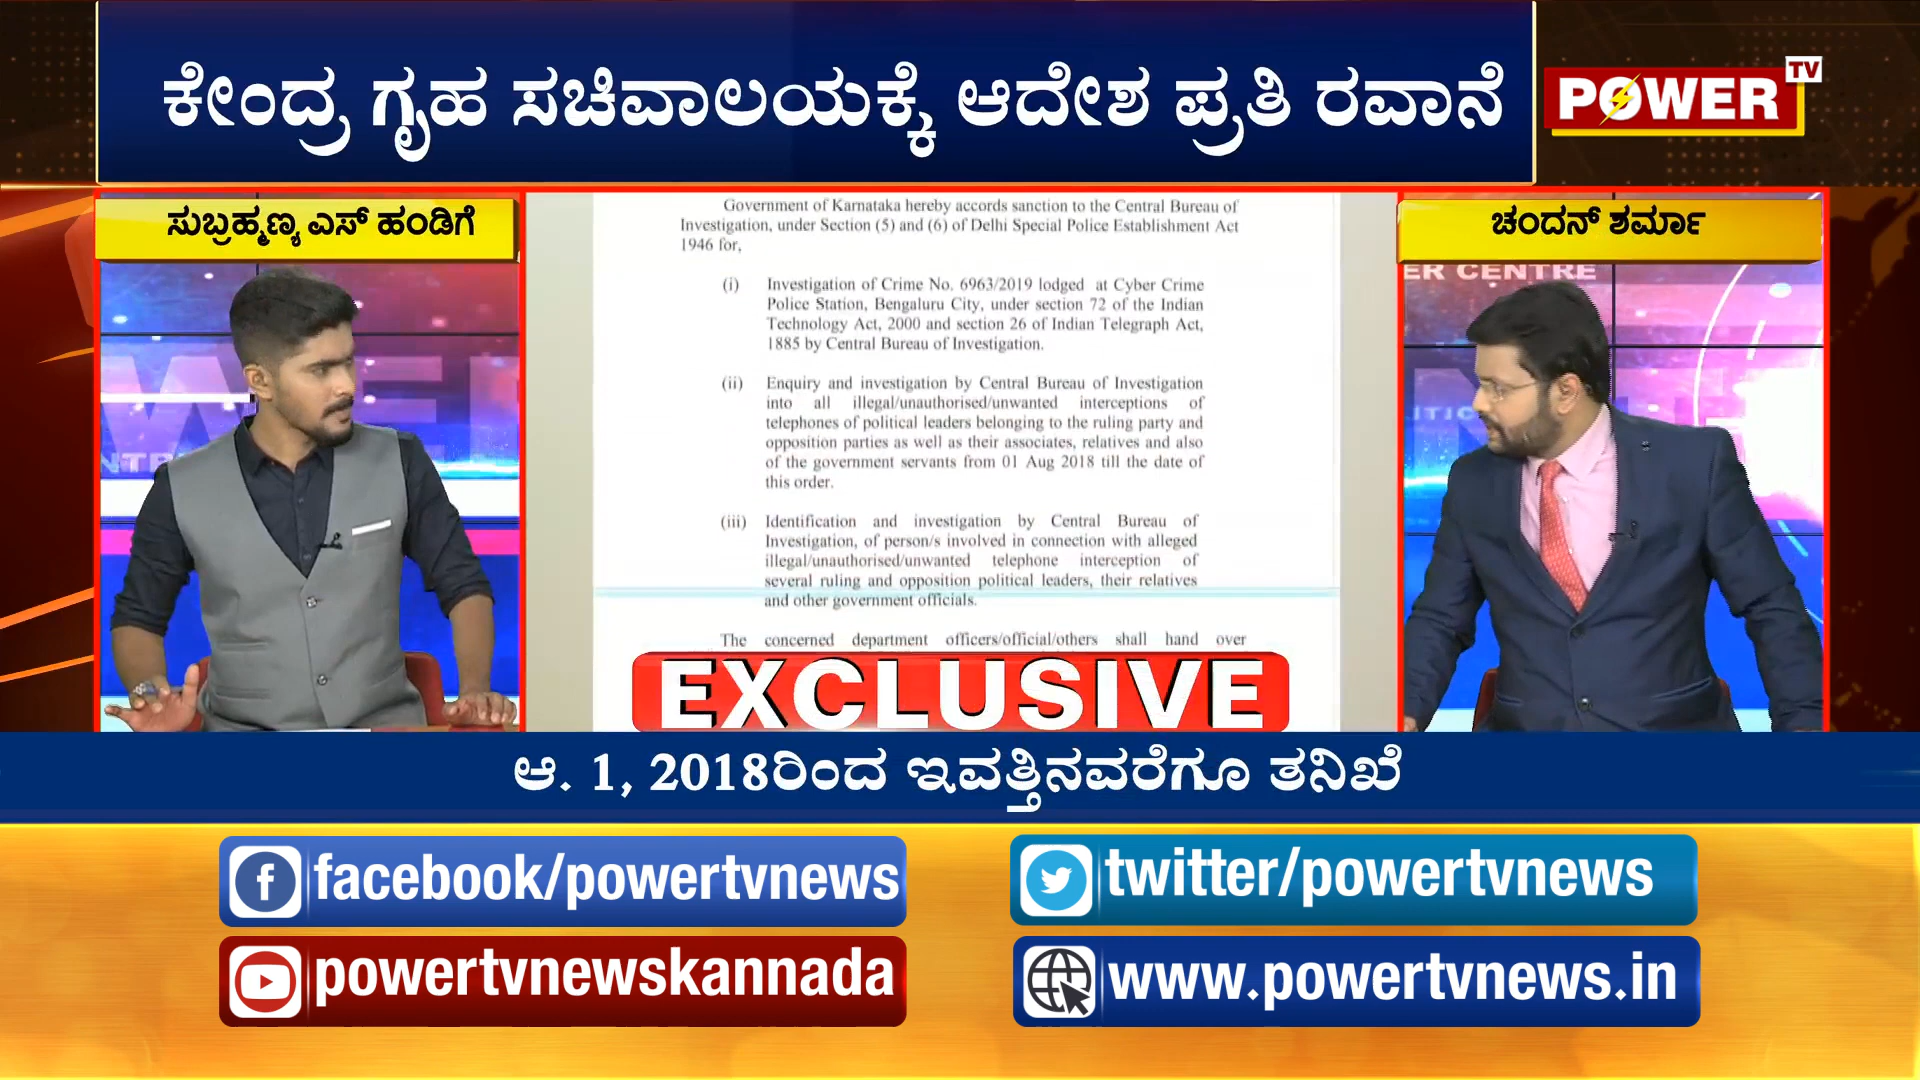 ಕೇಂದ್ರ ಗೃಹ ಸಚಿವಾಲಯಕ್ಕೆ ಆದೇಶ ಪ್ರತಿ ರವಾನೆ
POWER TV
ಸುಬ್ರಹ್ಮಣ್ಯ ಎಸ್ ಹಂಡಿಗೆ
ಚಂದನ್ ಶರ್ಮಾ
ER CENTRE
Government of Karnataka hereby accords sanction to the Central Bureau of
Investigation, under Section (5) and (6) of Delhi Special Police Establishment Act
1946 for,
(i) Investigation of Crime No. 6963/2019 lodged at Cyber Crime
Police Station, Bengaluru City, under section 72 of the Indian
Technology Act, 2000 and section 26 of Indian Telegraph Act,
1885 by Central Bureau of Investigation.
(ii) Enquiry and investigation by Central Bureau of Investigation
into all illegal/unauthorised/unwanted interceptions of
telephones of political leaders belonging to the ruling party and
opposition parties as well as their associates, relatives and also
of the government servants from 01 Aug 2018 till the date of
this order.
(iii) Identification and investigation by Central Bureau of
Investigation, of person/s involved in connection with alleged
illegal/unauthorised/unwanted telephone interception of
several ruling and opposition political leaders, their relatives
and other government officials.
The concerned department officers/official/others shall hand over
EXCLUSIVE
ಆ. 1, 2018ರಿಂದ ಇವತ್ತಿನವರೆಗೂ ತನಿಖೆ
facebook/powertvnews
twitter/powertvnews
powertvnewskannada
www.powertvnews.in